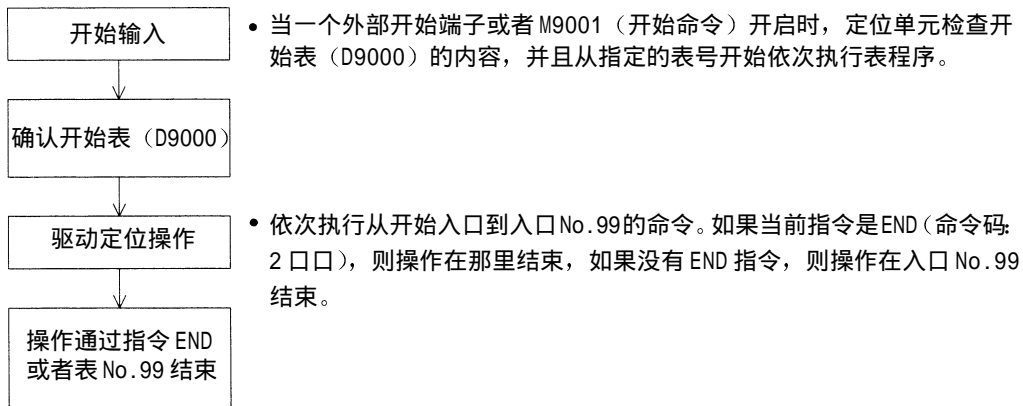 开始输入
• 当一个外部开始端子或者 M9001（开始命令）开启时，定位单元检查开
始表（D9000）的内容，并且从指定的表号开始依次执行表程序。
确认开始表（D9000）
驱动定位操作
• 依次执行从开始入口到入口No.99的命令。如果当前指令是END（命令码:
2口口），则操作在那里结束，如果没有 END 指令，则操作在入口 No.99
结束。
操作通过指令 END
或者表 No.99 结束